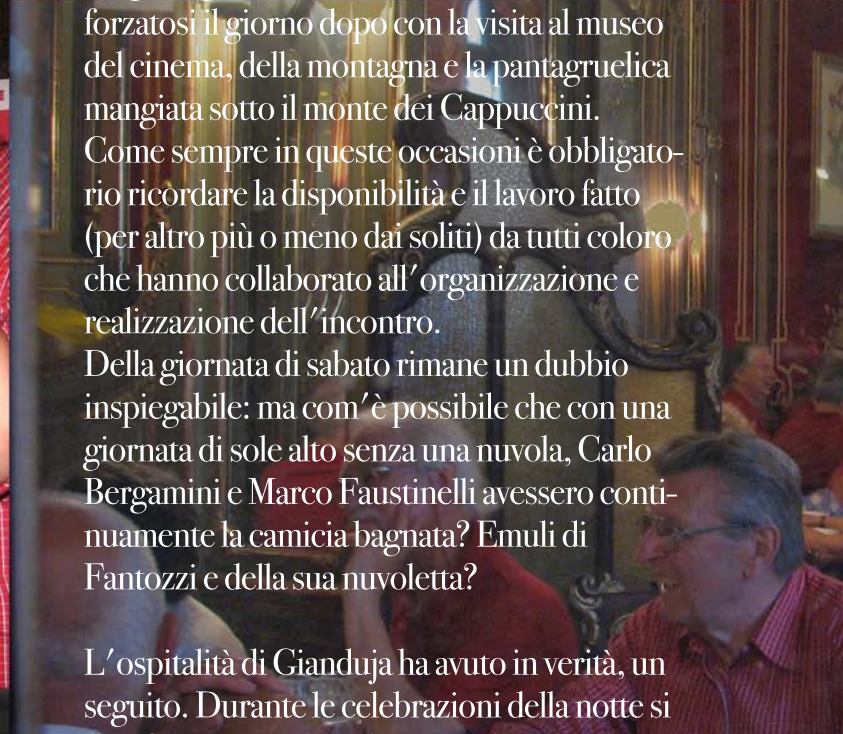 forzatosi il giorno dopo con la visita al museo
del cinema, della montagna e la pantagruelica
mangiata sotto il monte dei Cappuccini.
Come sempre in queste occasioni è obbligato-
rio ricordare la disponibilità e il lavoro fatto
(per altro più o meno dai soliti) da tutti coloro
che hanno collaborato all'organizzazione e
realizzazione dell'incontro.
Della giornata di sabato rimane un dubbio
inspiegabile: ma com'è possibile che con una
giornata di sole alto senza una nuvola, Carlo
Bergamini e Marco Faustinelli avessero conti-
nuamente la camicia bagnata? Emuli di
Fantozzi e della sua nuvoletta?

L'ospitalità di Gianduja ha avuto in verità, un
seguito. Durante le celebrazioni della notte si